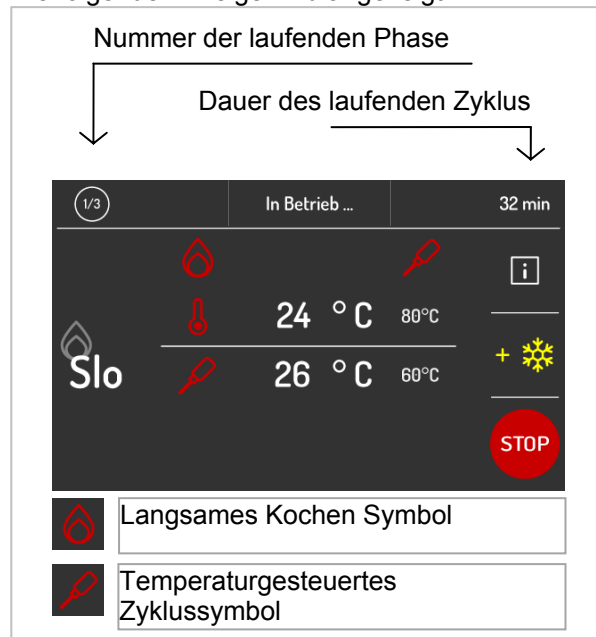 Nummer der laufenden Phase
Dauer des laufenden Zyklus
1/3 In Betrieb ... 32 min
i
24 °C 80°C
Slo
+
26 °C 60°C
STOP
Langsames Kochen Symbol
Temperaturgesteuertes
Zyklussymbol